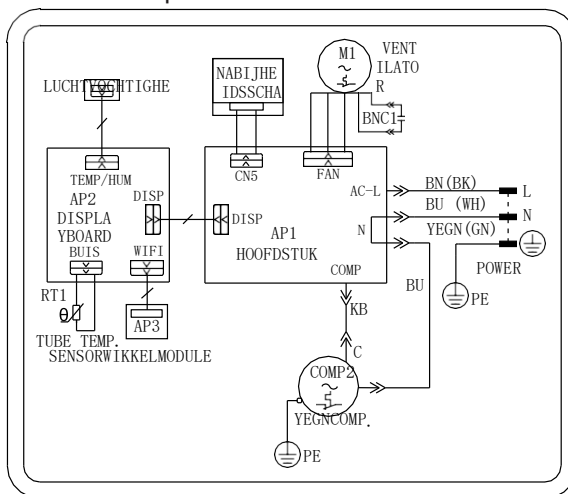 LUCHTVOCHTIGHE
NABIJHE
IDSSCHA
M1
VENT
ILATO
R
BNC1
TEMP/HUM
AP2
DISPLA
YBOARD
BUIS
WIFI
DISP
DISP
CN5
FAN
AP1
HOOFDSTUK
AC-L
N
COMP
BN(BK)
L
BU (WH)
N
YEGN(GN)
POWER
PE
BU
RT1
θ
AP3
TUBE TEMP.
SENSORWIKKELMODULE
KB
C
COMP2
YEGNCOMP.
PE